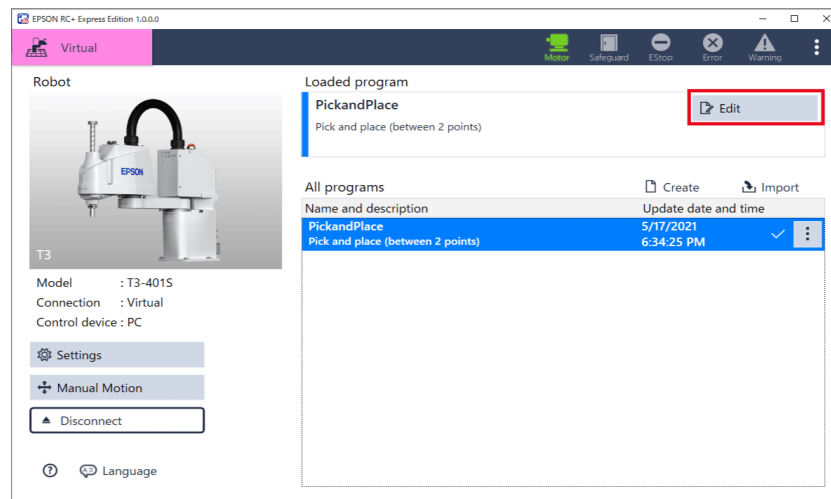 EPSON RC+ Express Edition 1.0.0.0
Virtual
Motor
Safeguard
EStop
Error
Warning
Robot
EPSON
T3
Model : T3-401S
Connection : Virtual
Control device : PC
Settings
Manual Motion
Disconnect
Language
Loaded program
PickandPlace
Pick and place (between 2 points)
Edit
All programs
Create
Import
Name and description
Update date and time
PickandPlace
Pick and place (between 2 points)
5/17/2021
6:34:25 PM